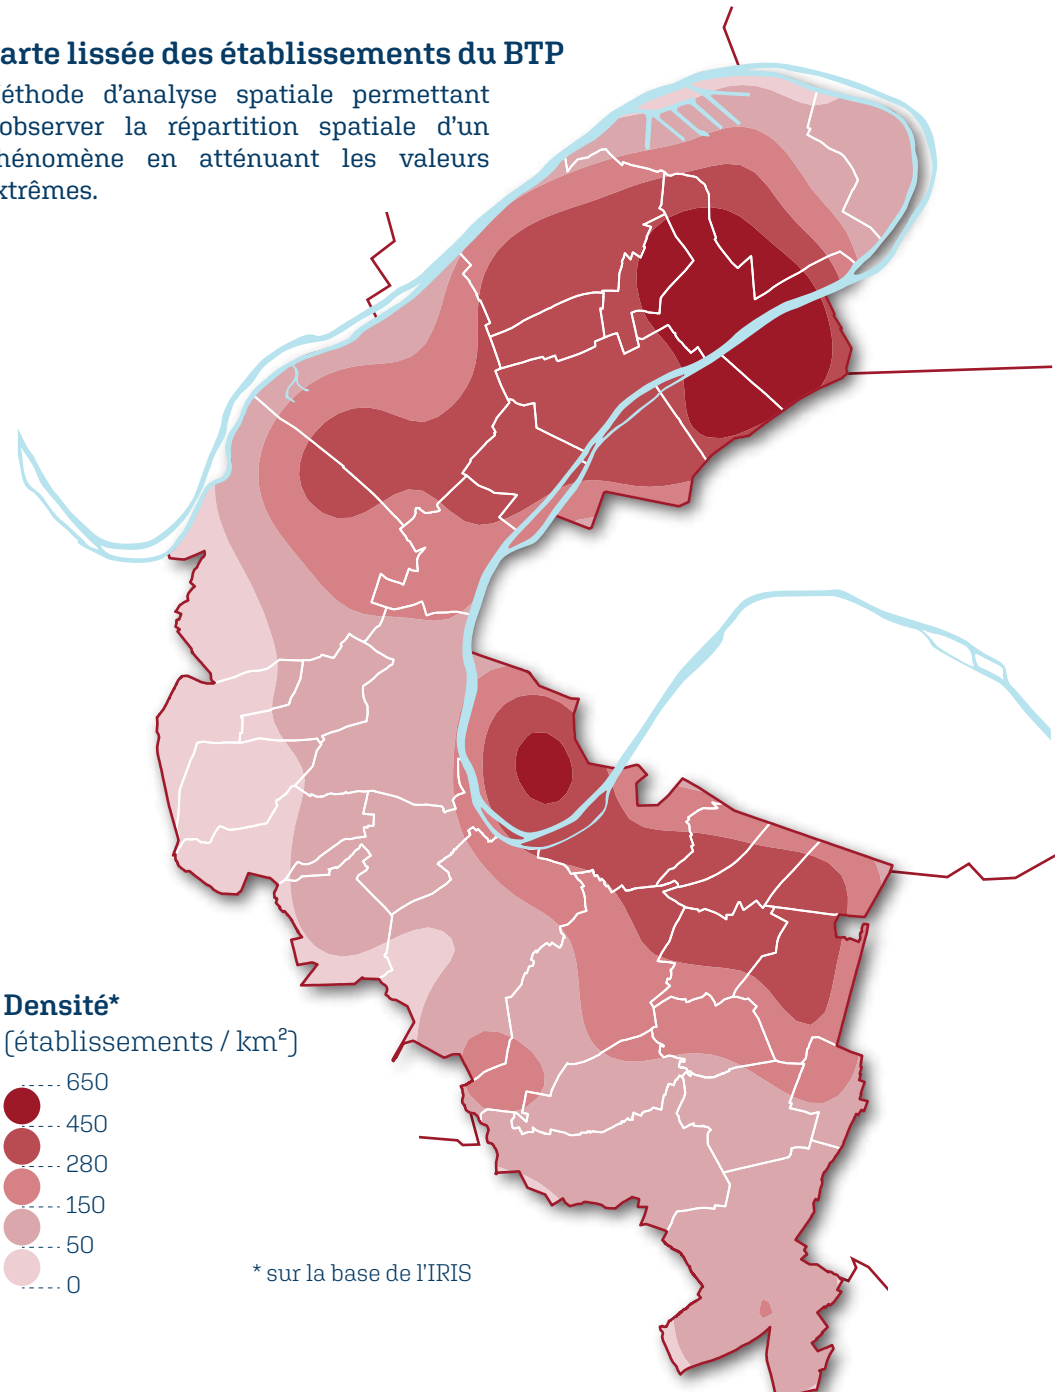 arte lissée des établissements du BTP
éthode d'analyse spatiale permettant
observer la répartition spatiale d'un
hénomène en atténuant les valeurs
xtrêmes.
Densité*
(établissements / km²)
650
450
280
150
50
0
* sur la base de l'IRIS